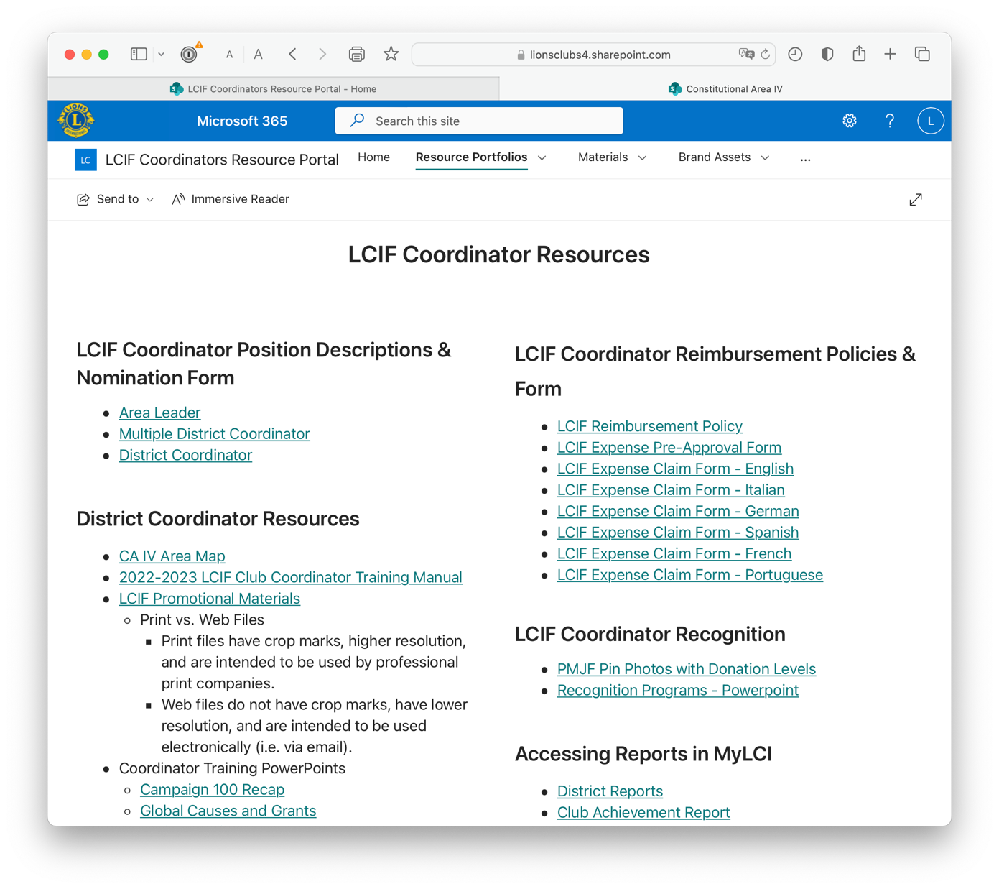 A A
lionsclubs4.sharepoint.com
LCIF Coordinators Resource Portal - Home
Constitutional Area IV
LIONS
L
INTERNATIONAL
Microsoft 365
Search this site
?
L
LC
LCIF Coordinators Resource Portal
Home
Resource Portfolios
Materials
Brand Assets
...
Send to
Immersive Reader
LCIF Coordinator Resources
LCIF Coordinator Position Descriptions &
Nomination Form
• Area Leader
• Multiple District Coordinator
• District Coordinator
District Coordinator Resources
• CA IV Area Map
• 2022-2023 LCIF Club Coordinator Training Manual
• LCIF Promotional Materials
○ Print vs. Web Files
▪ Print files have crop marks, higher resolution,
and are intended to be used by professional
print companies.
▪ Web files do not have crop marks, have lower
resolution, and are intended to be used
electronically (i.e. via email).
• Coordinator Training PowerPoints
○ Campaign 100 Recap
○ Global Causes and Grants
LCIF Coordinator Reimbursement Policies &
Form
• LCIF Reimbursement Policy
• LCIF Expense Pre-Approval Form
• LCIF Expense Claim Form - English
• LCIF Expense Claim Form - Italian
• LCIF Expense Claim Form - German
• LCIF Expense Claim Form - Spanish
• LCIF Expense Claim Form - French
• LCIF Expense Claim Form - Portuguese
LCIF Coordinator Recognition
• PMJF Pin Photos with Donation Levels
• Recognition Programs - Powerpoint
Accessing Reports in MyLCI
• District Reports
• Club Achievement Report